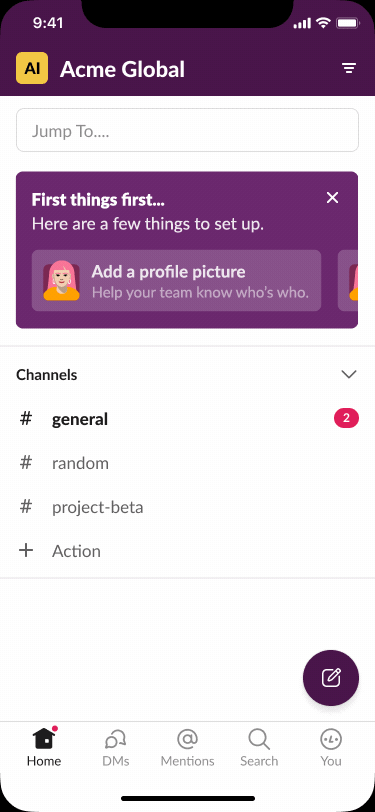 9:41
AI Acme Global
Jump To....
First things first...
Here are a few things to set up.
Add a profile picture
Help your team know who's who.
Channels
# general 2
# random
# project-beta
+ Action
Home DMs Mentions Search You